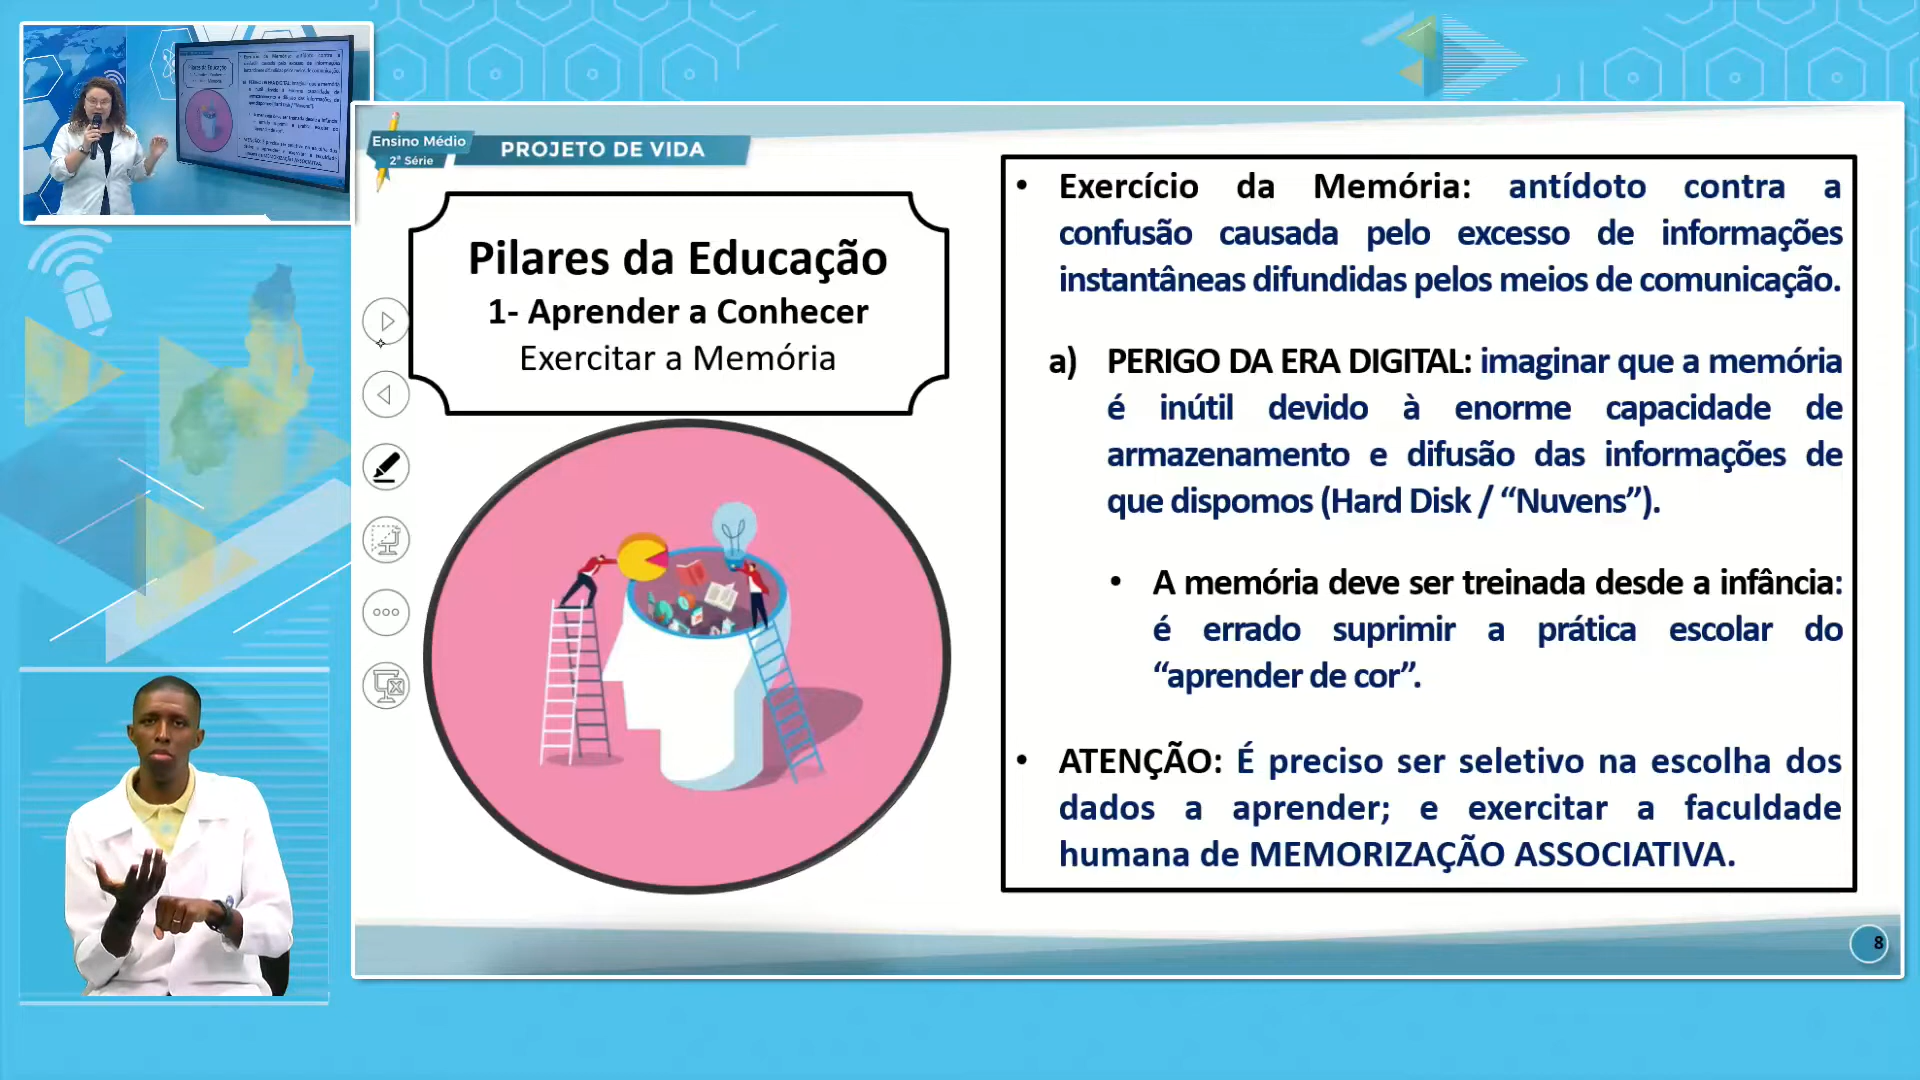 Ensino Médio
2ª Série
PROJETO DE VIDA
Pilares da Educação
1- Aprender a Conhecer
Exercitar a Memória
• Exercício da Memória: antídoto contra a
confusão causada pelo excesso de informações
instantâneas difundidas pelos meios de comunicação.
a) PERIGO DA ERA DIGITAL: imaginar que a memória
é inútil devido à enorme capacidade de
armazenamento e difusão das informações de
que dispomos (Hard Disk / “Nuvens”).
• A memória deve ser treinada desde a infância:
é errado suprimir a prática escolar do
“aprender de cor”.
• ATENÇÃO: É preciso ser seletivo na escolha dos
dados a aprender; e exercitar a faculdade
humana de MEMORIZAÇÃO ASSOCIATIVA.
8